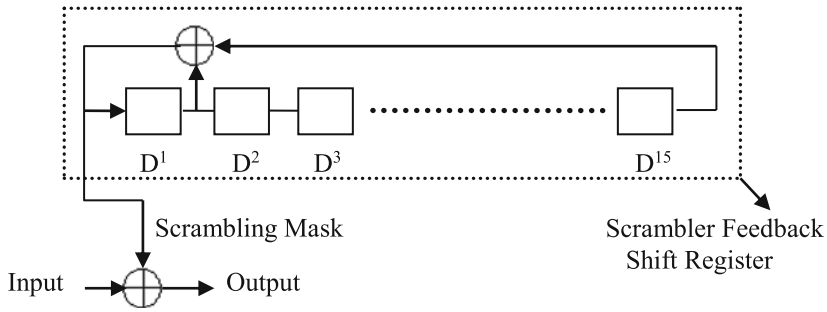 D¹ D² D³ D¹⁵
Scrambling Mask
Scrambler Feedback
Shift Register
Input Output